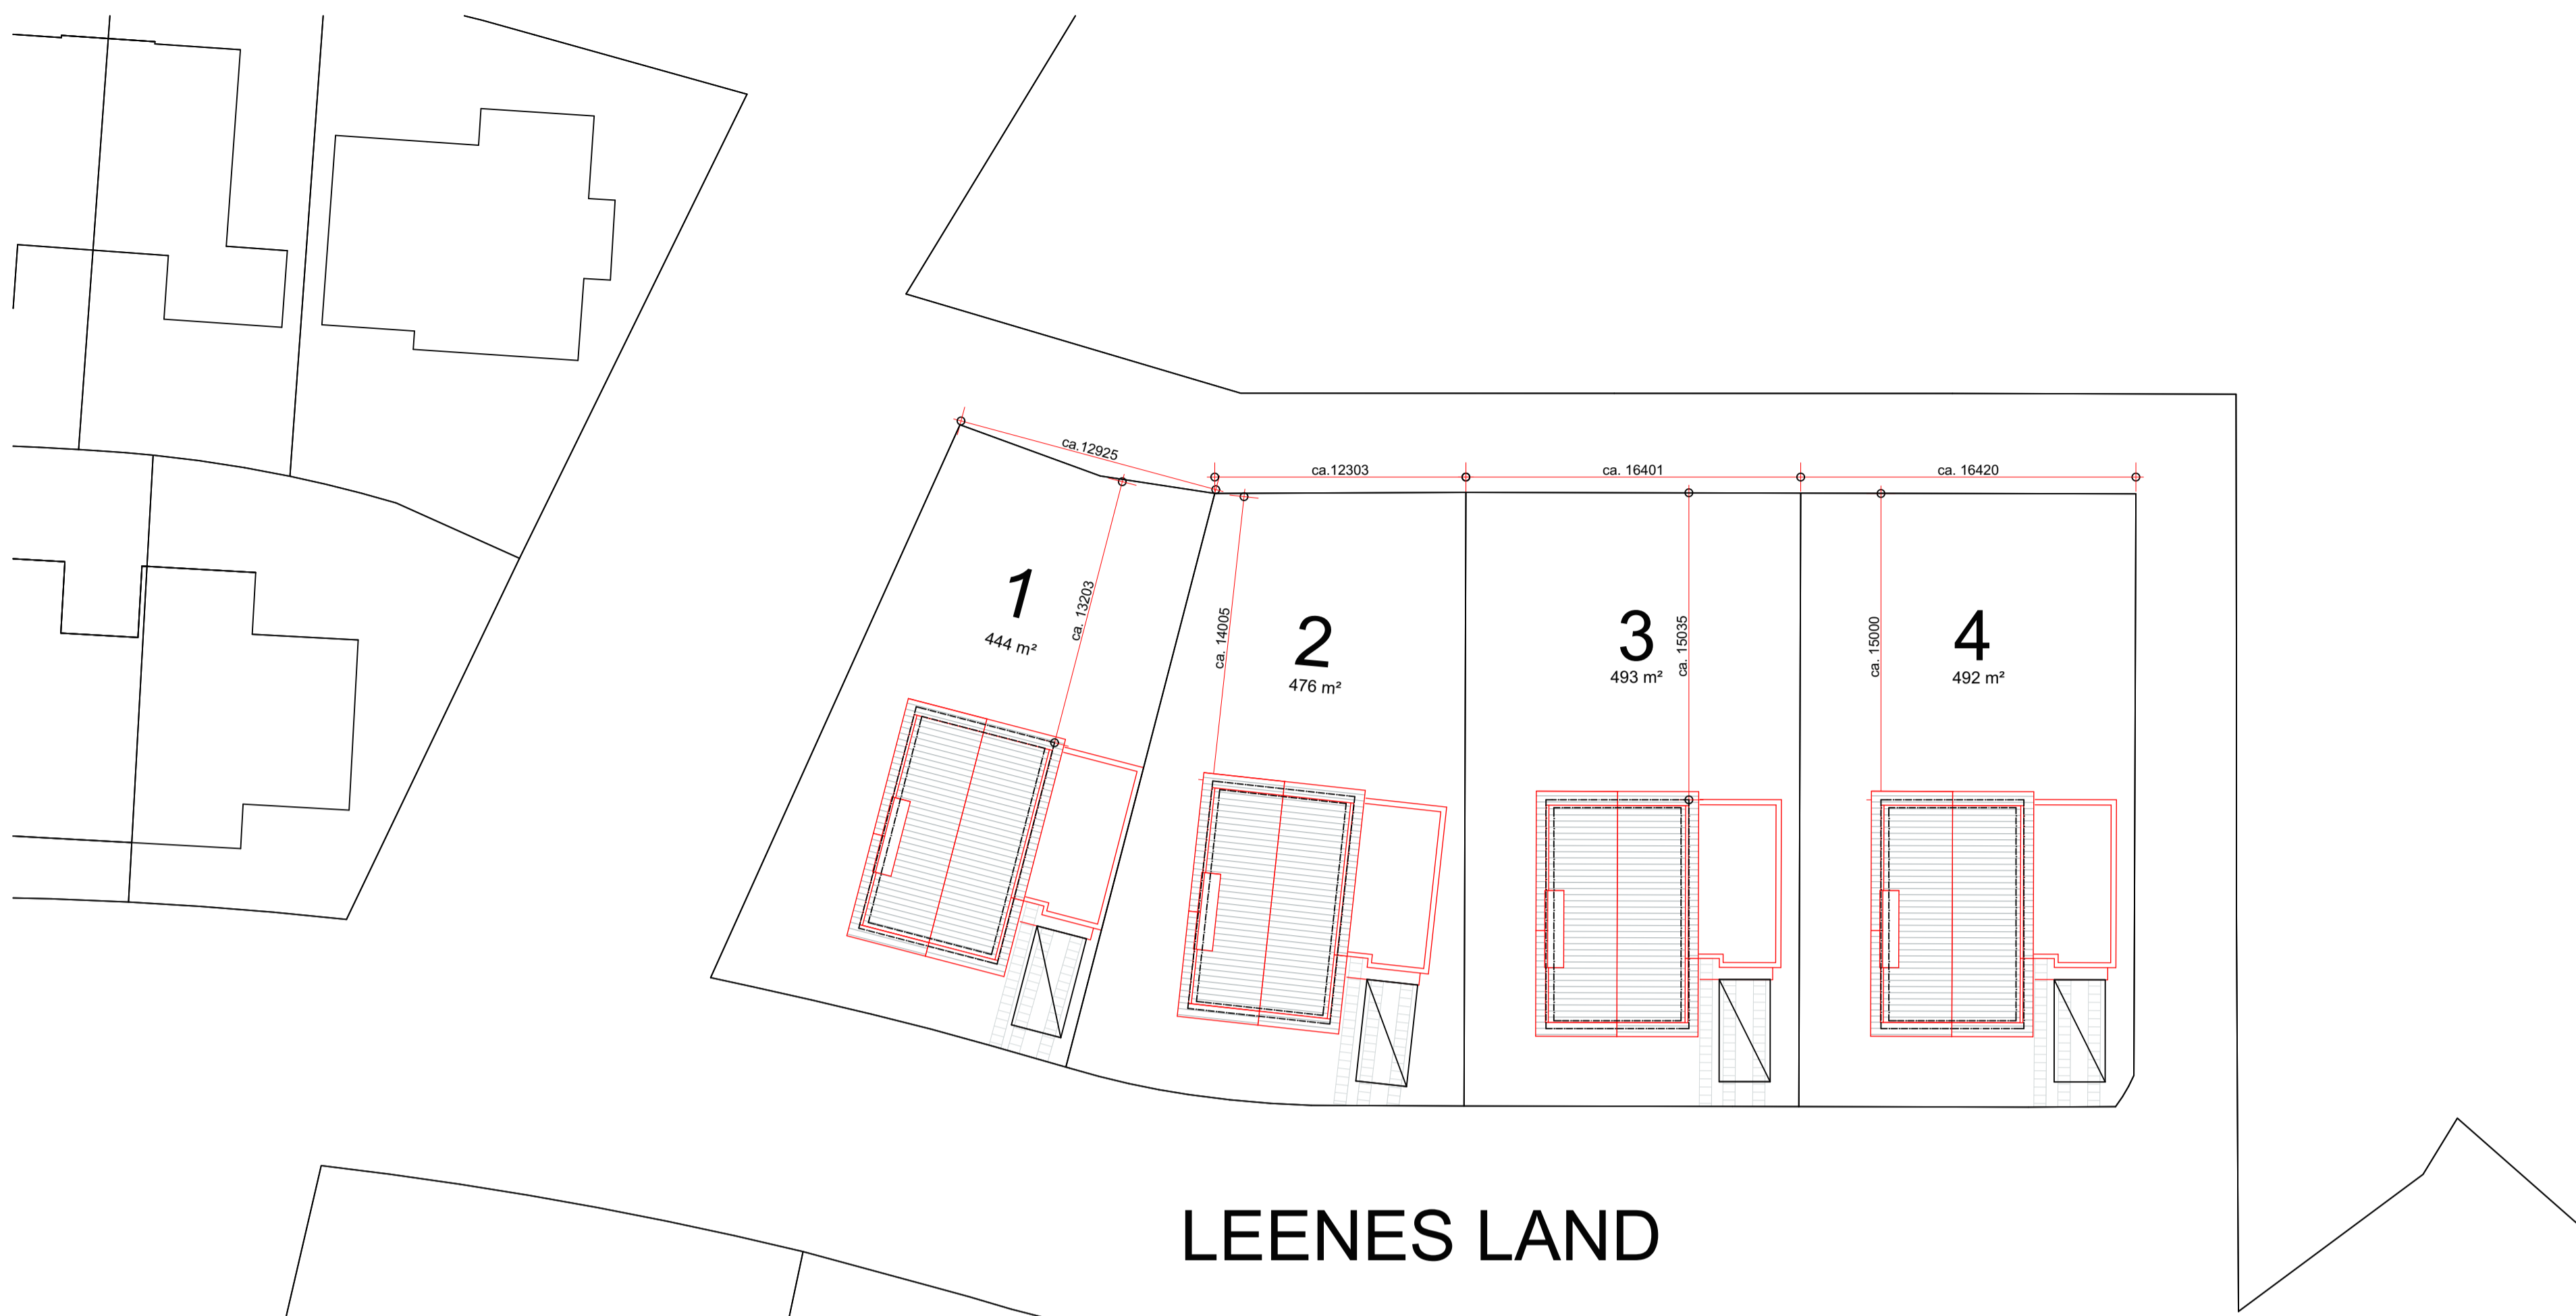 ca.12925
ca.12303
ca. 16401
ca. 16420
1
444 m²
ca. 13203
ca. 14005
2
476 m²
3
493 m²
ca. 15035
ca. 15000
4
492 m²
LEENES LAND